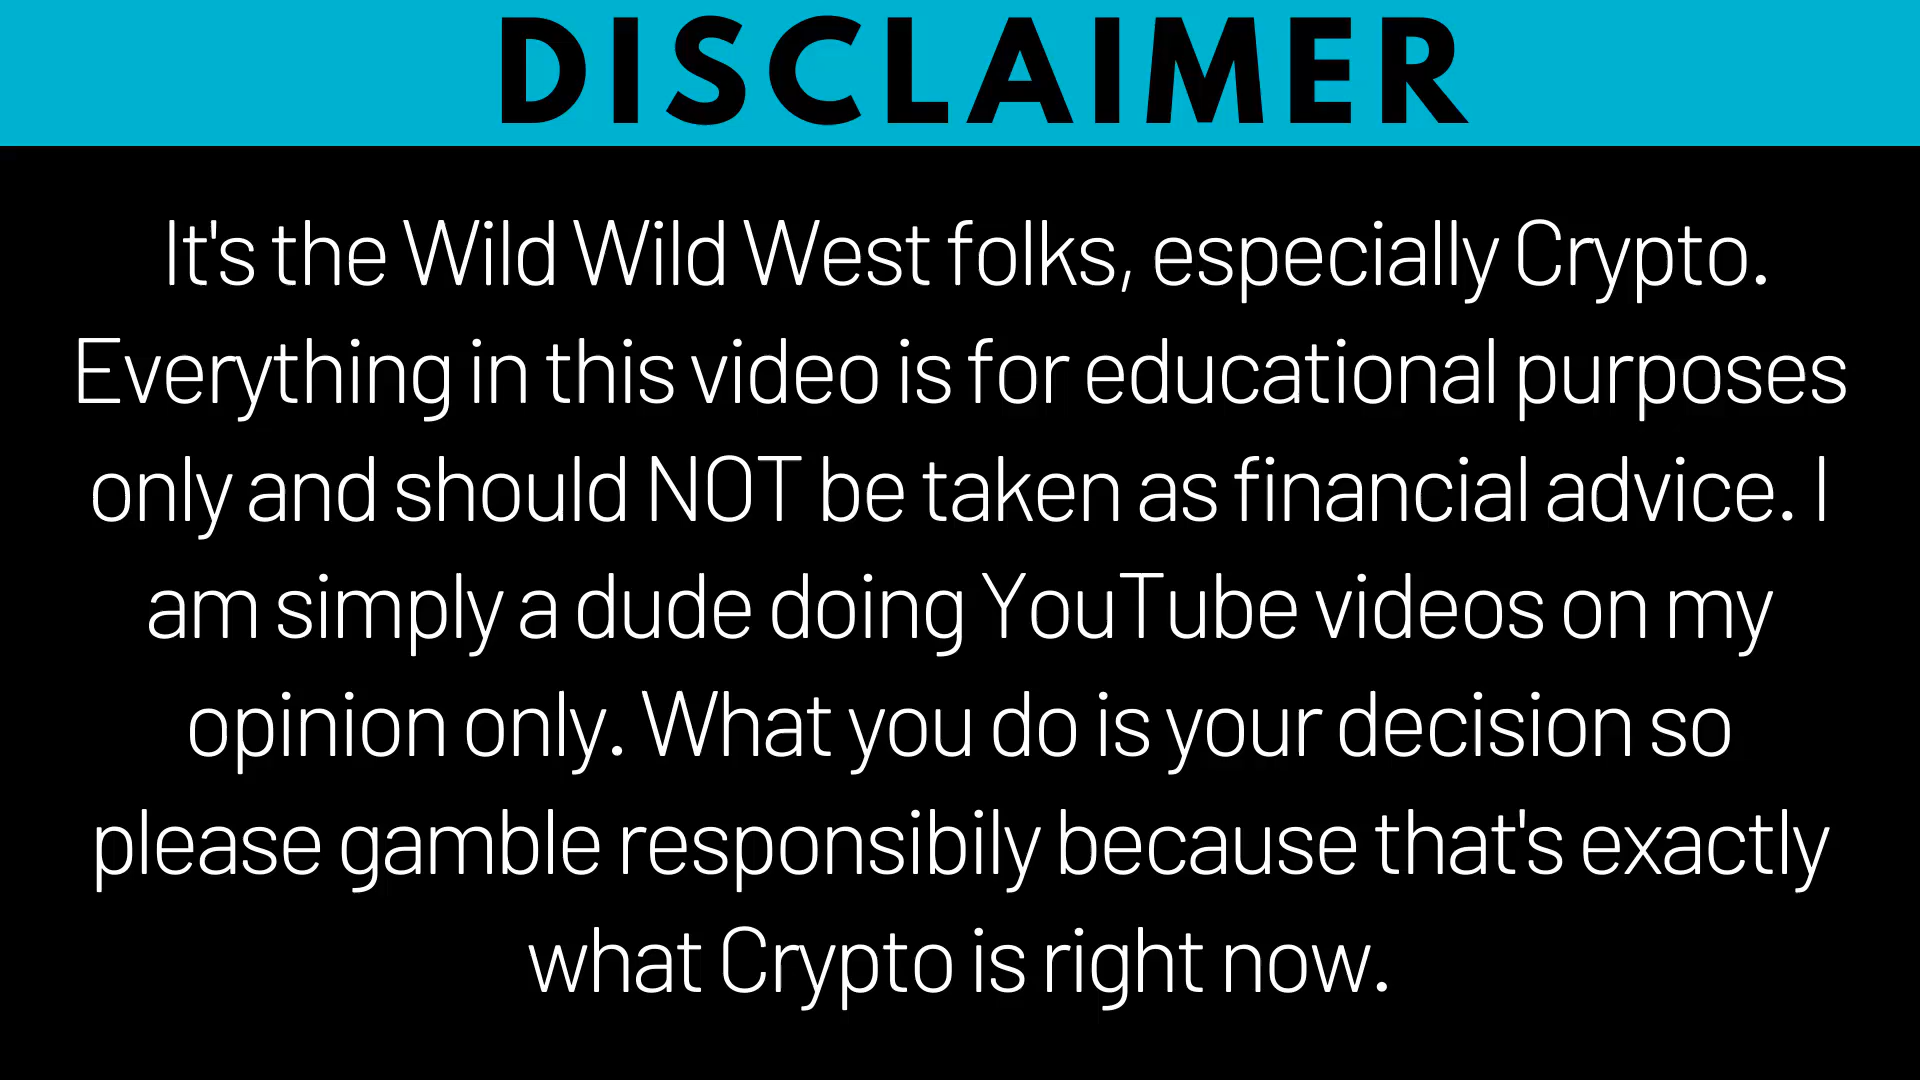 DISCLAIMER
It's the Wild Wild West folks, especially Crypto.
Everything in this video is for educational purposes
only and should NOT be taken as financial advice. I
am simply a dude doing YouTube videos on my
opinion only. What you do is your decision so
please gamble responsibily because that's exactly
what Crypto is right now.